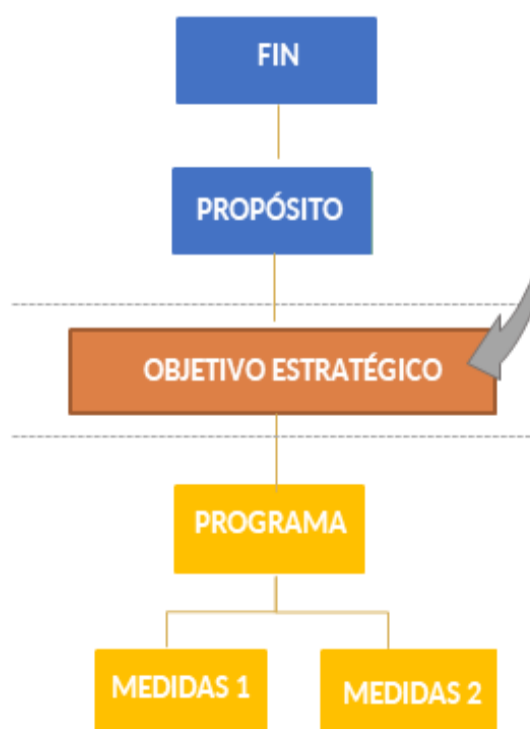 FIN
PROPÓSITO
OBJETIVO ESTRATÉGICO
PROGRAMA
MEDIDAS 1
MEDIDAS 2